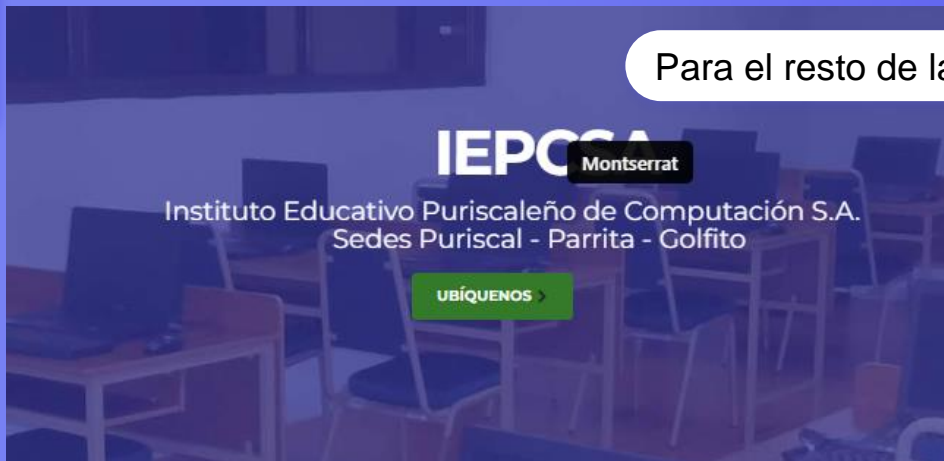 Para el resto de la
IEPCSA
Montserrat
Instituto Educativo Puriscaleño de Computación S.A.
Sedes Puriscal - Parrita - Golfito
UBÍQUENOS >